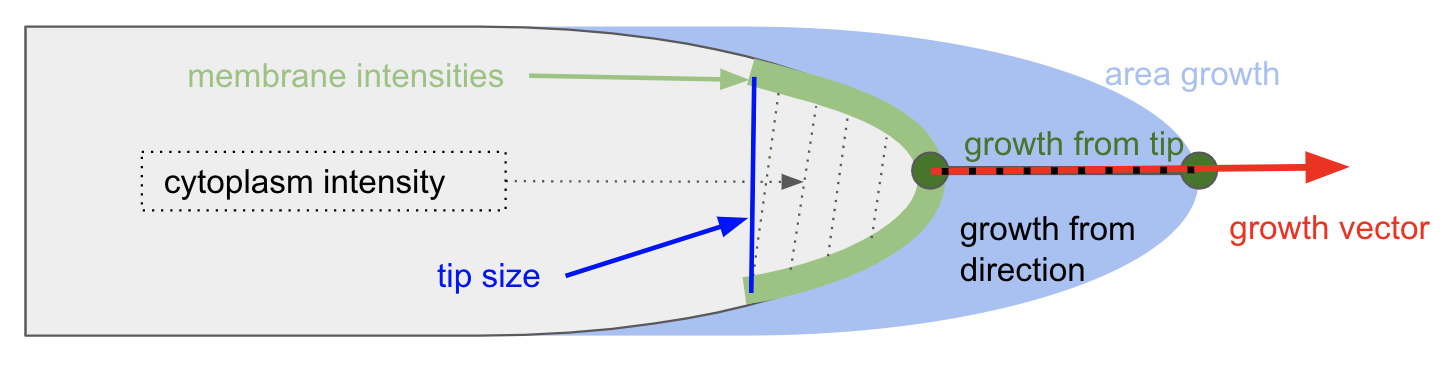 membrane intensities
area growth
growth from tip
cytoplasm intensity
growth from
direction
growth vector
tip size